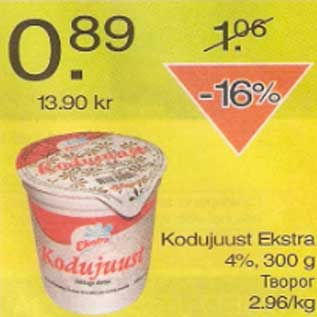 0.89
1.06
13.90 kr
-16%
Kodujuust
Ekstra
Kodujuust
Kodujuust Ekstra
4%, 300 g
Творог
2.96/kg